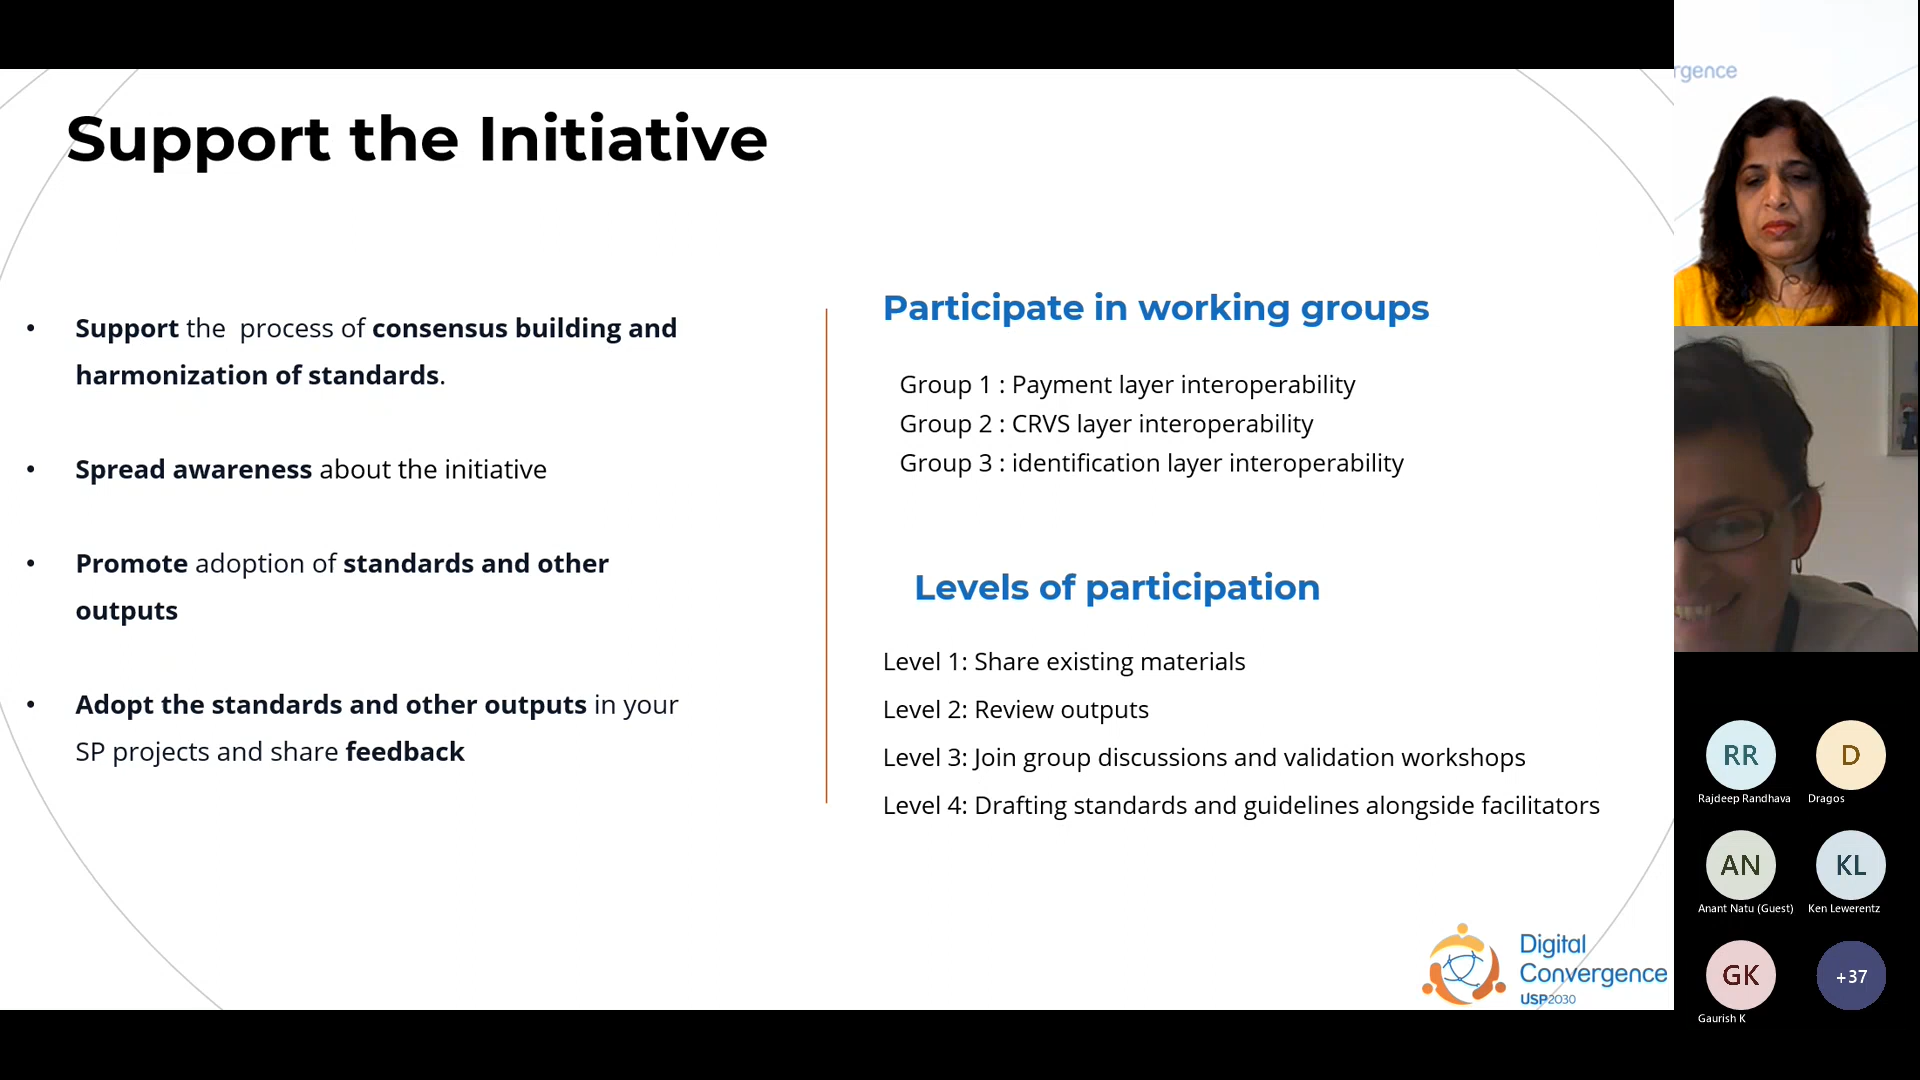 Support the Initiative
• Support the process of consensus building and
harmonization of standards.
• Spread awareness about the initiative
• Promote adoption of standards and other
outputs
• Adopt the standards and other outputs in your
SP projects and share feedback
Participate in working groups
Group 1 : Payment layer interoperability
Group 2 : CRVS layer interoperability
Group 3 : identification layer interoperability
Levels of participation
Level 1: Share existing materials
Level 2: Review outputs
Level 3: Join group discussions and validation workshops
Level 4: Drafting standards and guidelines alongside facilitators
Digital
Convergence
USP2030
rgence
RR
Rajdeep Randhava
D
Dragos
AN
Anant Natu (Guest)
KL
Ken Lewerentz
GK
Gaurish K
+37